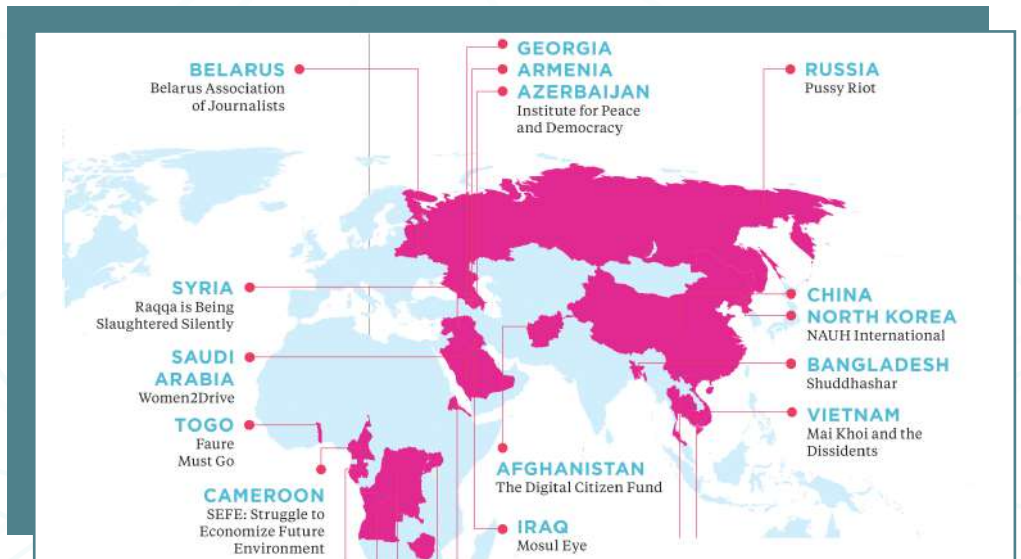 GEORGIA
ARMENIA
AZERBAIJAN
Institute for Peace
and Democracy
BELARUS
Belarus Association
of Journalists
RUSSIA
Pussy Riot
SYRIA
Raqqa is Being
Slaughtered Silently
CHINA
NORTH KOREA
NAUH International
SAUDI
ARABIA
Women2Drive
BANGLADESH
Shuddhashar
TOGO
Faure
Must Go
VIETNAM
Mai Khoi and the
Dissidents
CAMEROON
SEFE: Struggle to
Economize Future
Environment
AFGHANISTAN
The Digital Citizen Fund
IRAQ
Mosul Eye